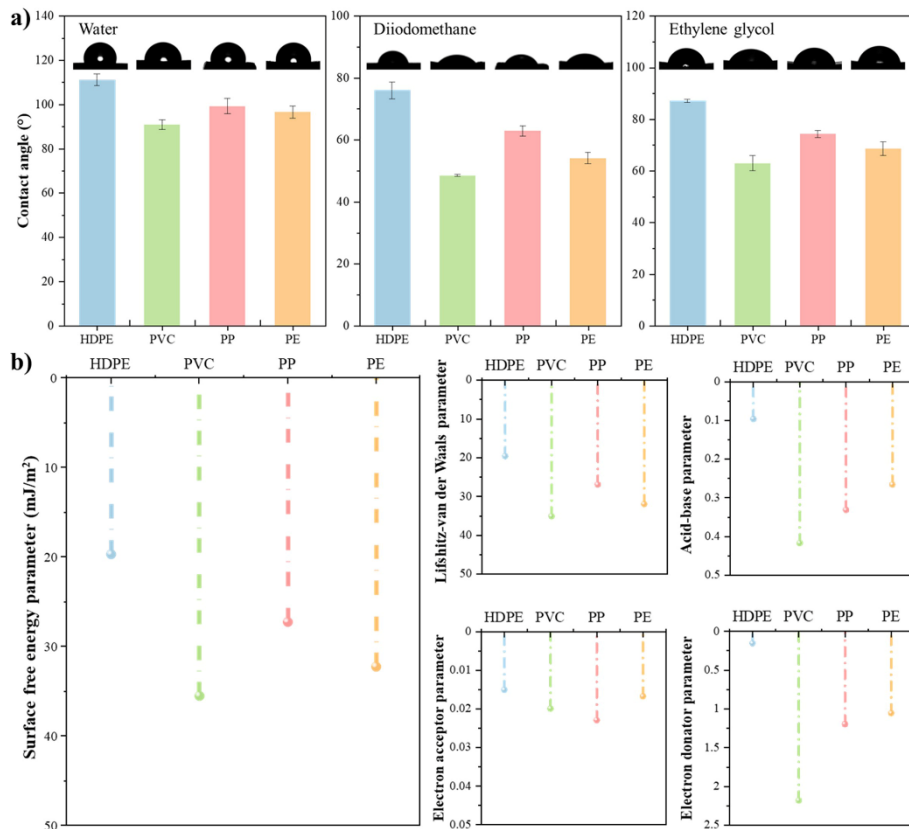 a)
Water
Diiodomethane
Ethylene glycol
Contact angle (°)
140
120
100
80
60
40
20
0
HDPE PVC PP PE
100
80
60
40
20
0
HDPE PVC PP PE
120
100
80
60
40
20
0
HDPE PVC PP PE
b)
HDPE PVC PP PE
Surface free energy parameter (mJ/m²)
0
10
20
30
40
50
HDPE PVC PP PE
Lifshitz-van der Waals parameter
0
10
20
30
40
50
HDPE PVC PP PE
Acid-base parameter
0
0.1
0.2
0.3
0.4
0.5
HDPE PVC PP PE
Electron acceptor parameter
0
0.01
0.02
0.03
0.04
0.05
HDPE PVC PP PE
Electron donator parameter
0
0.5
1
1.5
2
2.5